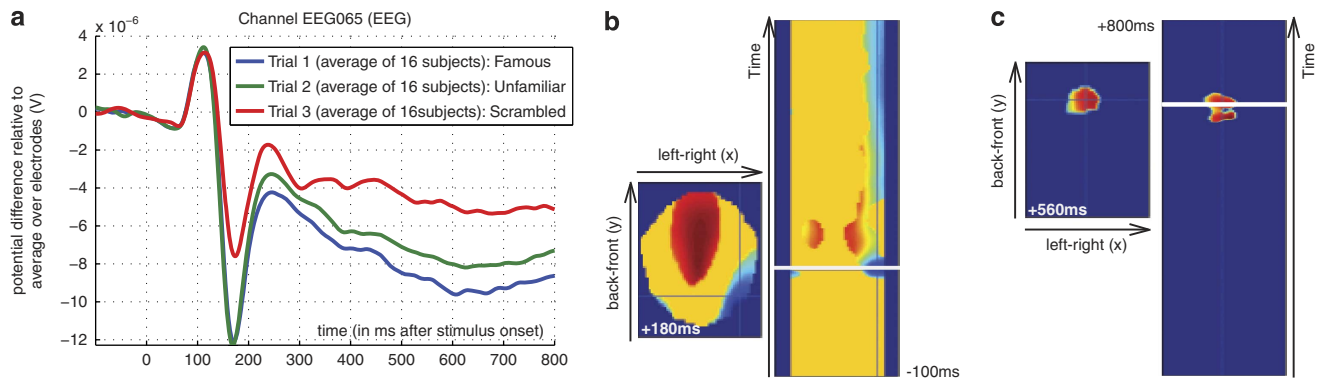 a
Channel EEG065 (EEG)
x 10⁻⁶
4
2
0
−2
−4
−6
−8
−10
−12
potential difference relative to
average over electrodes (V)
Trial 1 (average of 16 subjects): Famous
Trial 2 (average of 16 subjects): Unfamiliar
Trial 3 (average of 16subjects): Scrambled
time (in ms after stimulus onset)
0 100 200 300 400 500 600 700 800
b
Time
left-right (x)
back-front (y)
+180ms
-100ms
c
+800ms
Time
back-front (y)
+560ms
left-right (x)